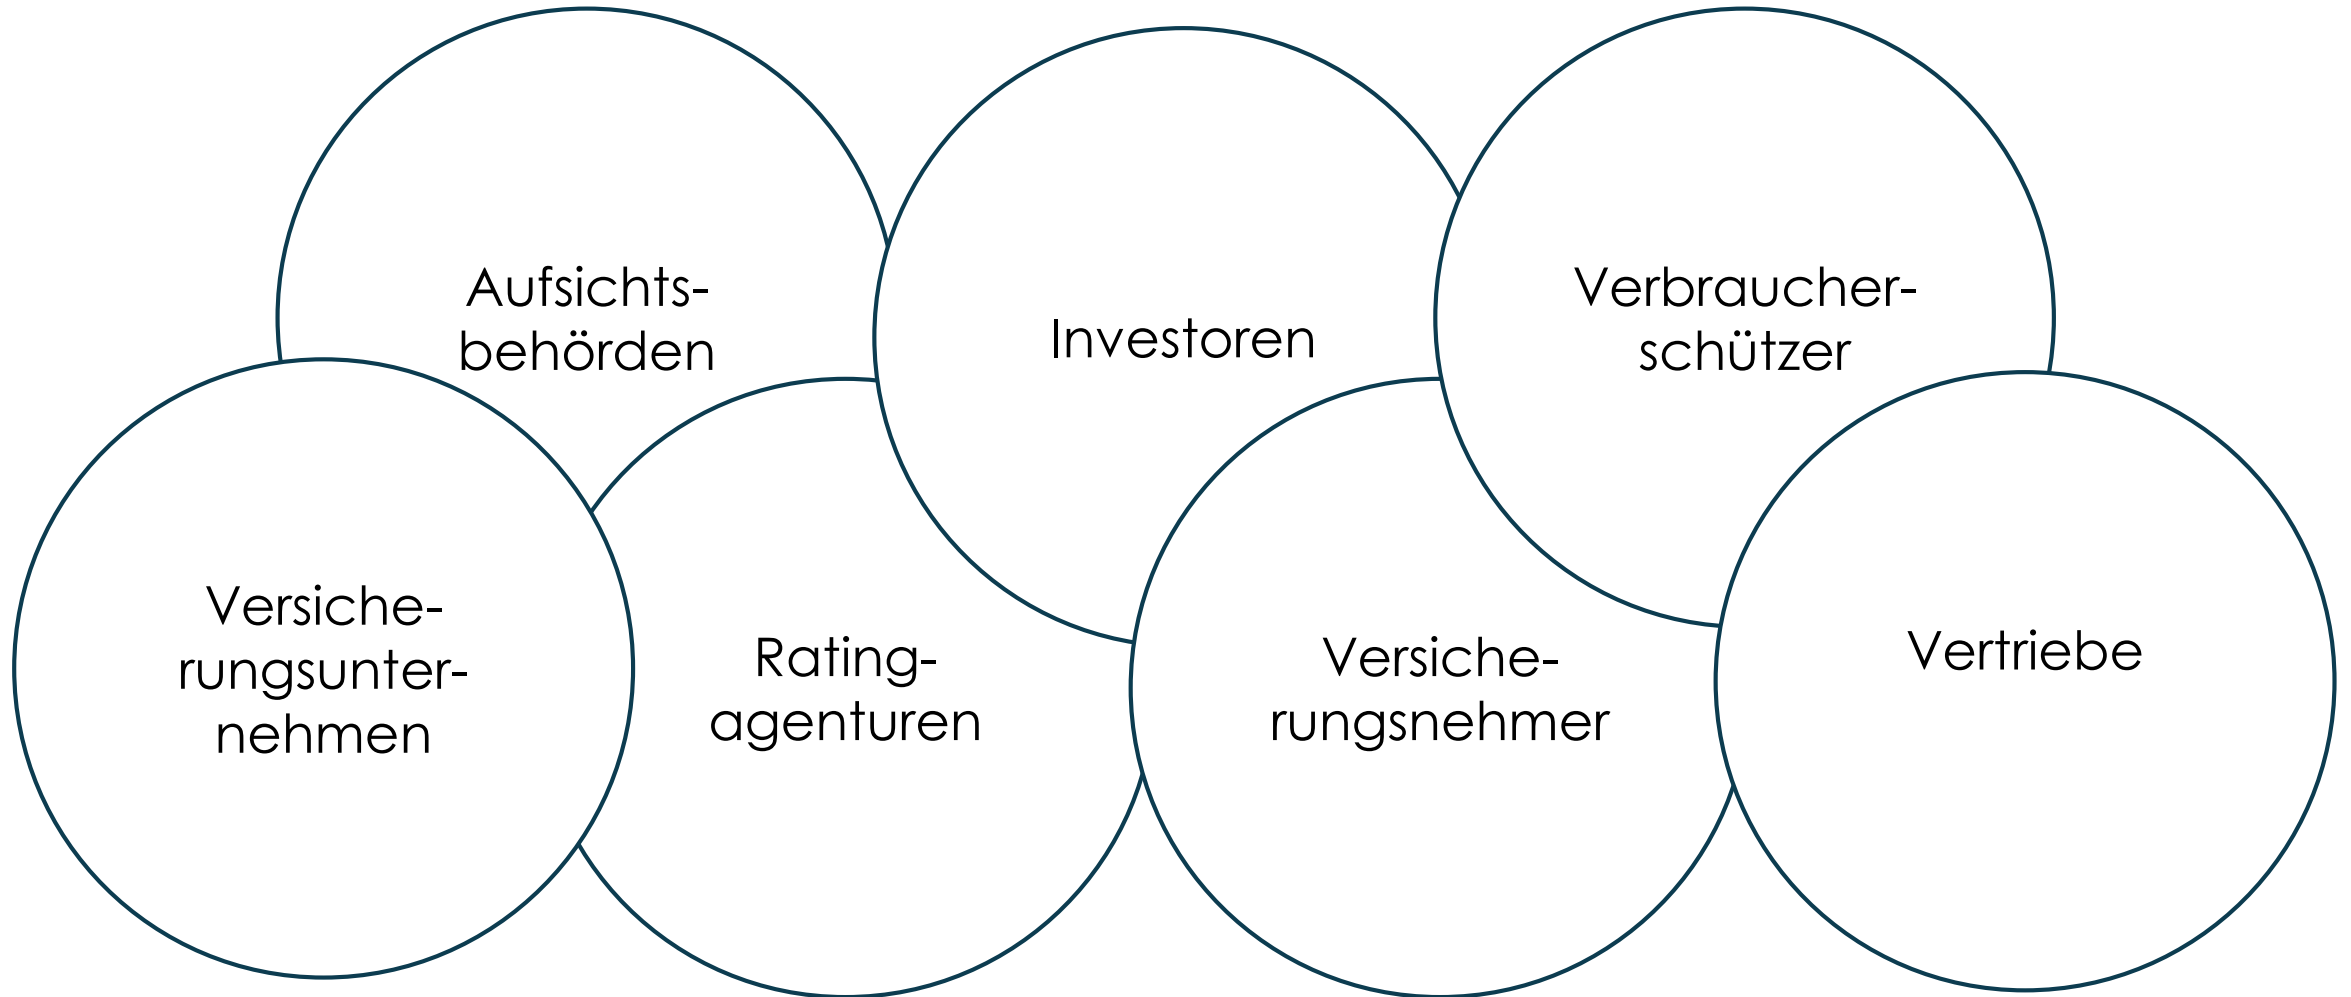 Aufsichts-
behörden
Investoren
Verbraucher-
schützer
Versiche-
rungsunter-
nehmen
Rating-
agenturen
Versiche-
rungsnehmer
Vertriebe